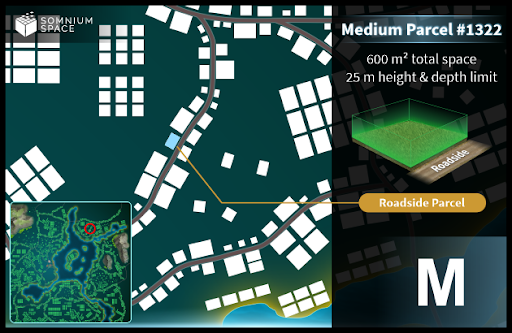 SOMNIUM
SPACE
Medium Parcel #1322
600 m² total space
25 m height & depth limit
Roadside
Roadside Parcel
M